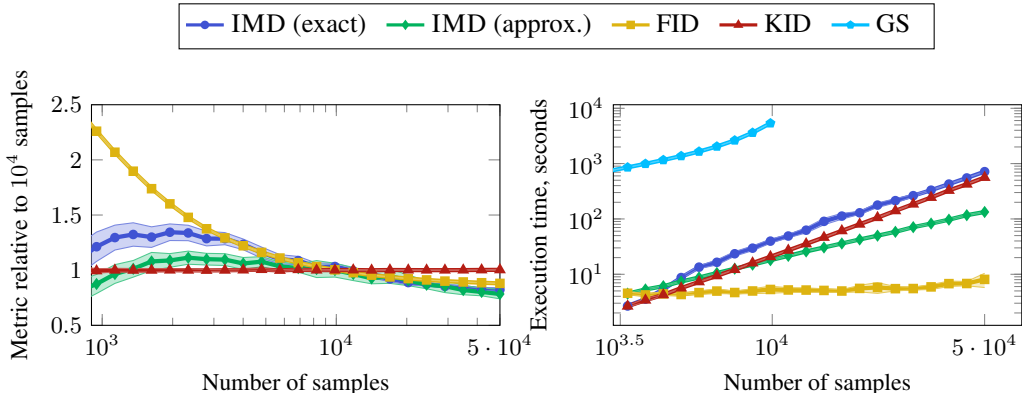 IMD (exact) IMD (approx.) FID KID GS
Metric relative to 10^4 samples
2.5
2
1.5
1
0.5
10^3 10^4 5 · 10^4
Number of samples
Execution time, seconds
10^4
10^3
10^2
10^1
10^3.5 10^4 5 · 10^4
Number of samples